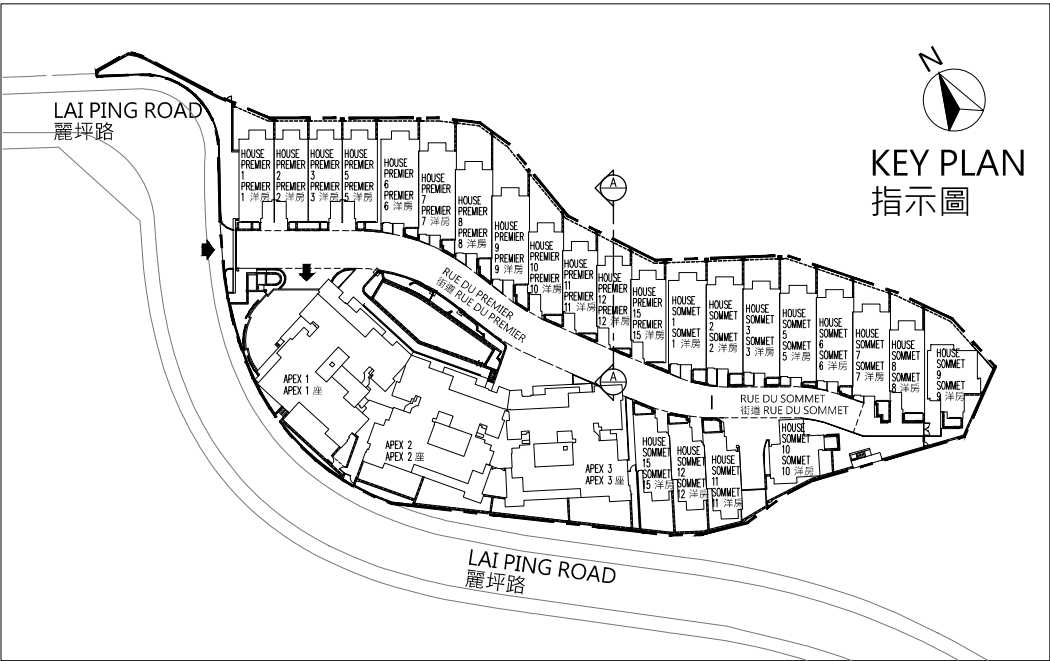 N
KEY PLAN
指示圖
LAI PING ROAD
麗坪路
HOUSE
PREMIER
1
PREMIER
1 洋房
HOUSE
PREMIER
2
PREMIER
2 洋房
HOUSE
PREMIER
3
PREMIER
3 洋房
HOUSE
PREMIER
5
PREMIER
5 洋房
HOUSE
PREMIER
6
PREMIER
6 洋房
HOUSE
PREMIER
7
PREMIER
7 洋房
HOUSE
PREMIER
8
PREMIER
8 洋房
HOUSE
PREMIER
9
PREMIER
9 洋房
HOUSE
PREMIER
10
PREMIER
10 洋房
HOUSE
PREMIER
11
PREMIER
11 洋房
HOUSE
PREMIER
12
PREMIER
12 洋房
HOUSE
PREMIER
15
PREMIER
15 洋房
HOUSE
SOMMET
1
SOMMET
1 洋房
HOUSE
SOMMET
2
SOMMET
2 洋房
HOUSE
SOMMET
3
SOMMET
3 洋房
HOUSE
SOMMET
5
SOMMET
5 洋房
HOUSE
SOMMET
6
SOMMET
6 洋房
HOUSE
SOMMET
7
SOMMET
7 洋房
HOUSE
SOMMET
8
SOMMET
8 洋房
HOUSE
SOMMET
9
SOMMET
9 洋房
A
A
RUE DU PREMIER
街道 RUE DU PREMIER
RUE DU SOMMET
街道 RUE DU SOMMET
APEX 1
APEX 1 座
APEX 2
APEX 2 座
APEX 3
APEX 3 座
HOUSE
SOMMET
15
SOMMET
15 洋房
HOUSE
SOMMET
12
SOMMET
12 洋房
HOUSE
SOMMET
11
SOMMET
11 洋房
HOUSE
SOMMET
10
SOMMET
10 洋房
LAI PING ROAD
麗坪路